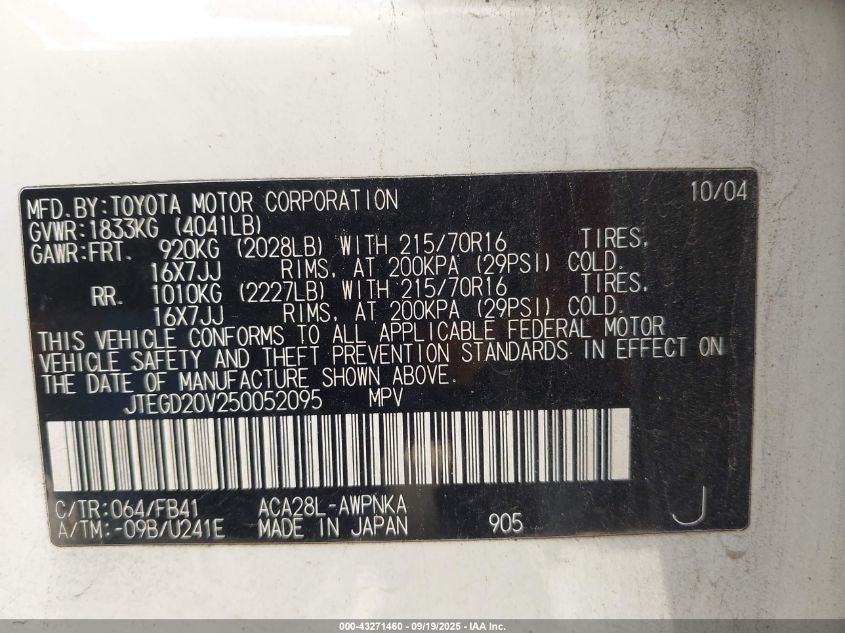 10/04
MFD.BY:TOYOTA MOTOR CORPORATION
GVWR:1833KG (4041LB)
GAWR:FRT. 920KG (2028LB) WITH 215/70R16 TIRES,
16X7JJ RIMS, AT 200KPA (29PSI) COLD.
RR. 1010KG (2227LB) WITH 215/70R16 TIRES,
16X7JJ RIMS, AT 200KPA (29PSI) COLD.
THIS VEHICLE CONFORMS TO ALL APPLICABLE FEDERAL MOTOR
VEHICLE SAFETY AND THEFT PREVENTION STANDARDS IN EFFECT ON
THE DATE OF MANUFACTURE SHOWN ABOVE.
JTEGD20V250052095 MPV
C/TR:064/FB41 ACA28L-AWPNKA
A/TM:-09B/U241E MADE IN JAPAN 905 J
000-43271460 - 09/19/2025 - IAA Inc.